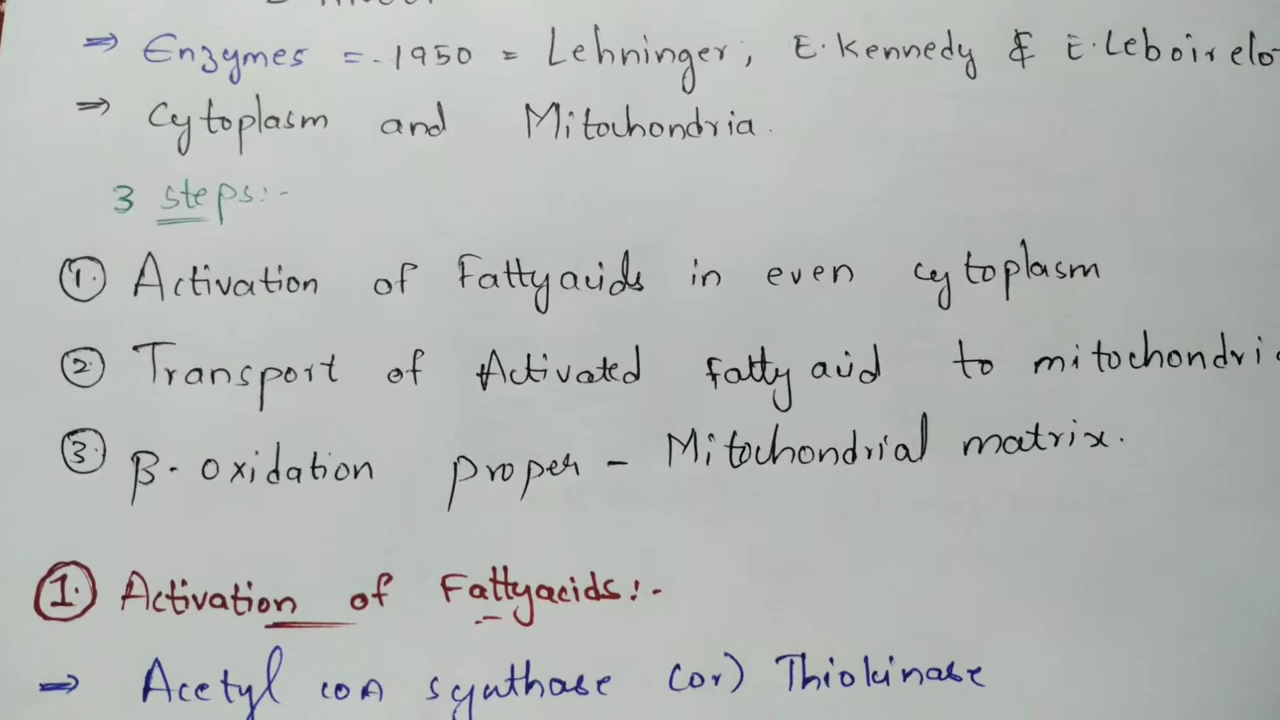 ⇒ Enzymes = - 1950 = Lehninger, E. Kennedy & E. Leboir elo
⇒ Cytoplasm and Mitochondria.
3 steps:-
① Activation of Fattyacids in even cytoplasm
② Transport of Activated fatty acid to mitochondri
③ β-oxidation proper - Mitochondrial matrix.
① Activation of Fattyacids:-
⇒ Acetyl COA synthase (or) Thiokinase